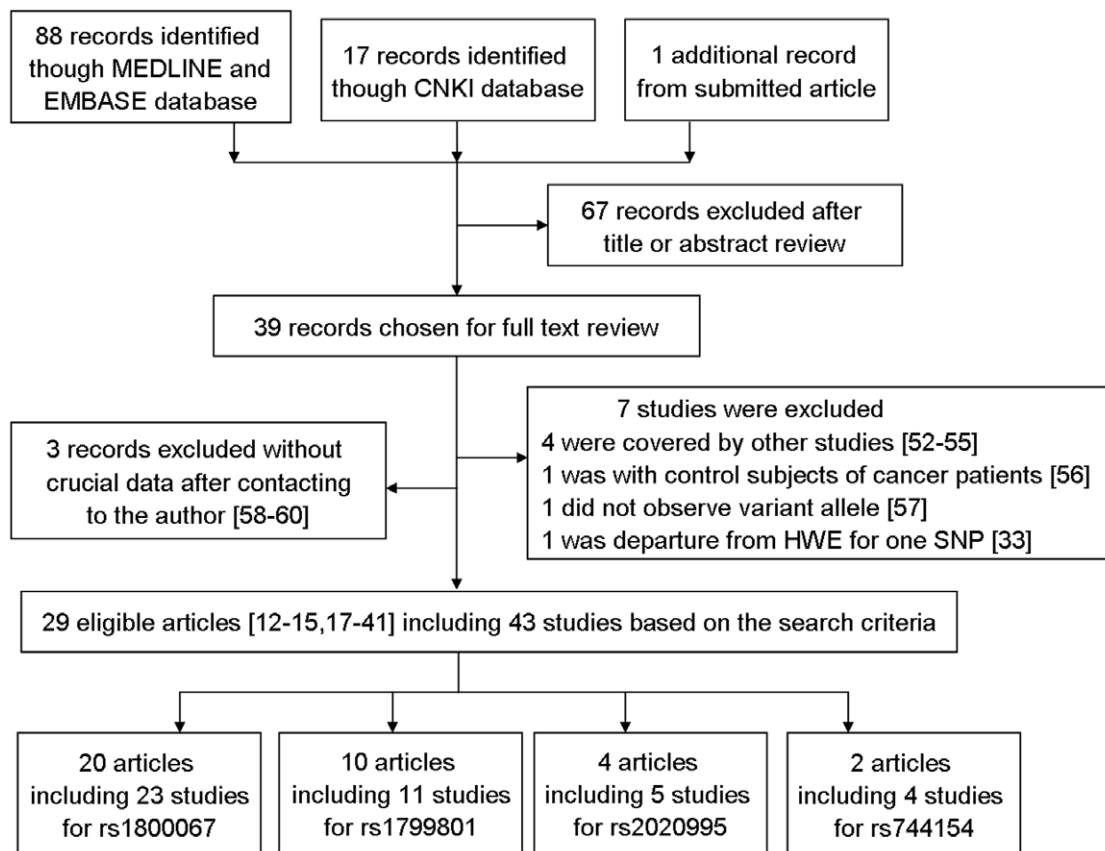 88 records identified
though MEDLINE and
EMBASE database
17 records identified
though CNKI database
1 additional record
from submitted article
67 records excluded after
title or abstract review
39 records chosen for full text review
3 records excluded without
crucial data after contacting
to the author [58-60]
7 studies were excluded
4 were covered by other studies [52-55]
1 was with control subjects of cancer patients [56]
1 did not observe variant allele [57]
1 was departure from HWE for one SNP [33]
29 eligible articles [12-15,17-41] including 43 studies based on the search criteria
20 articles
including 23 studies
for rs1800067
10 articles
including 11 studies
for rs1799801
4 articles
including 5 studies
for rs2020995
2 articles
including 4 studies
for rs744154